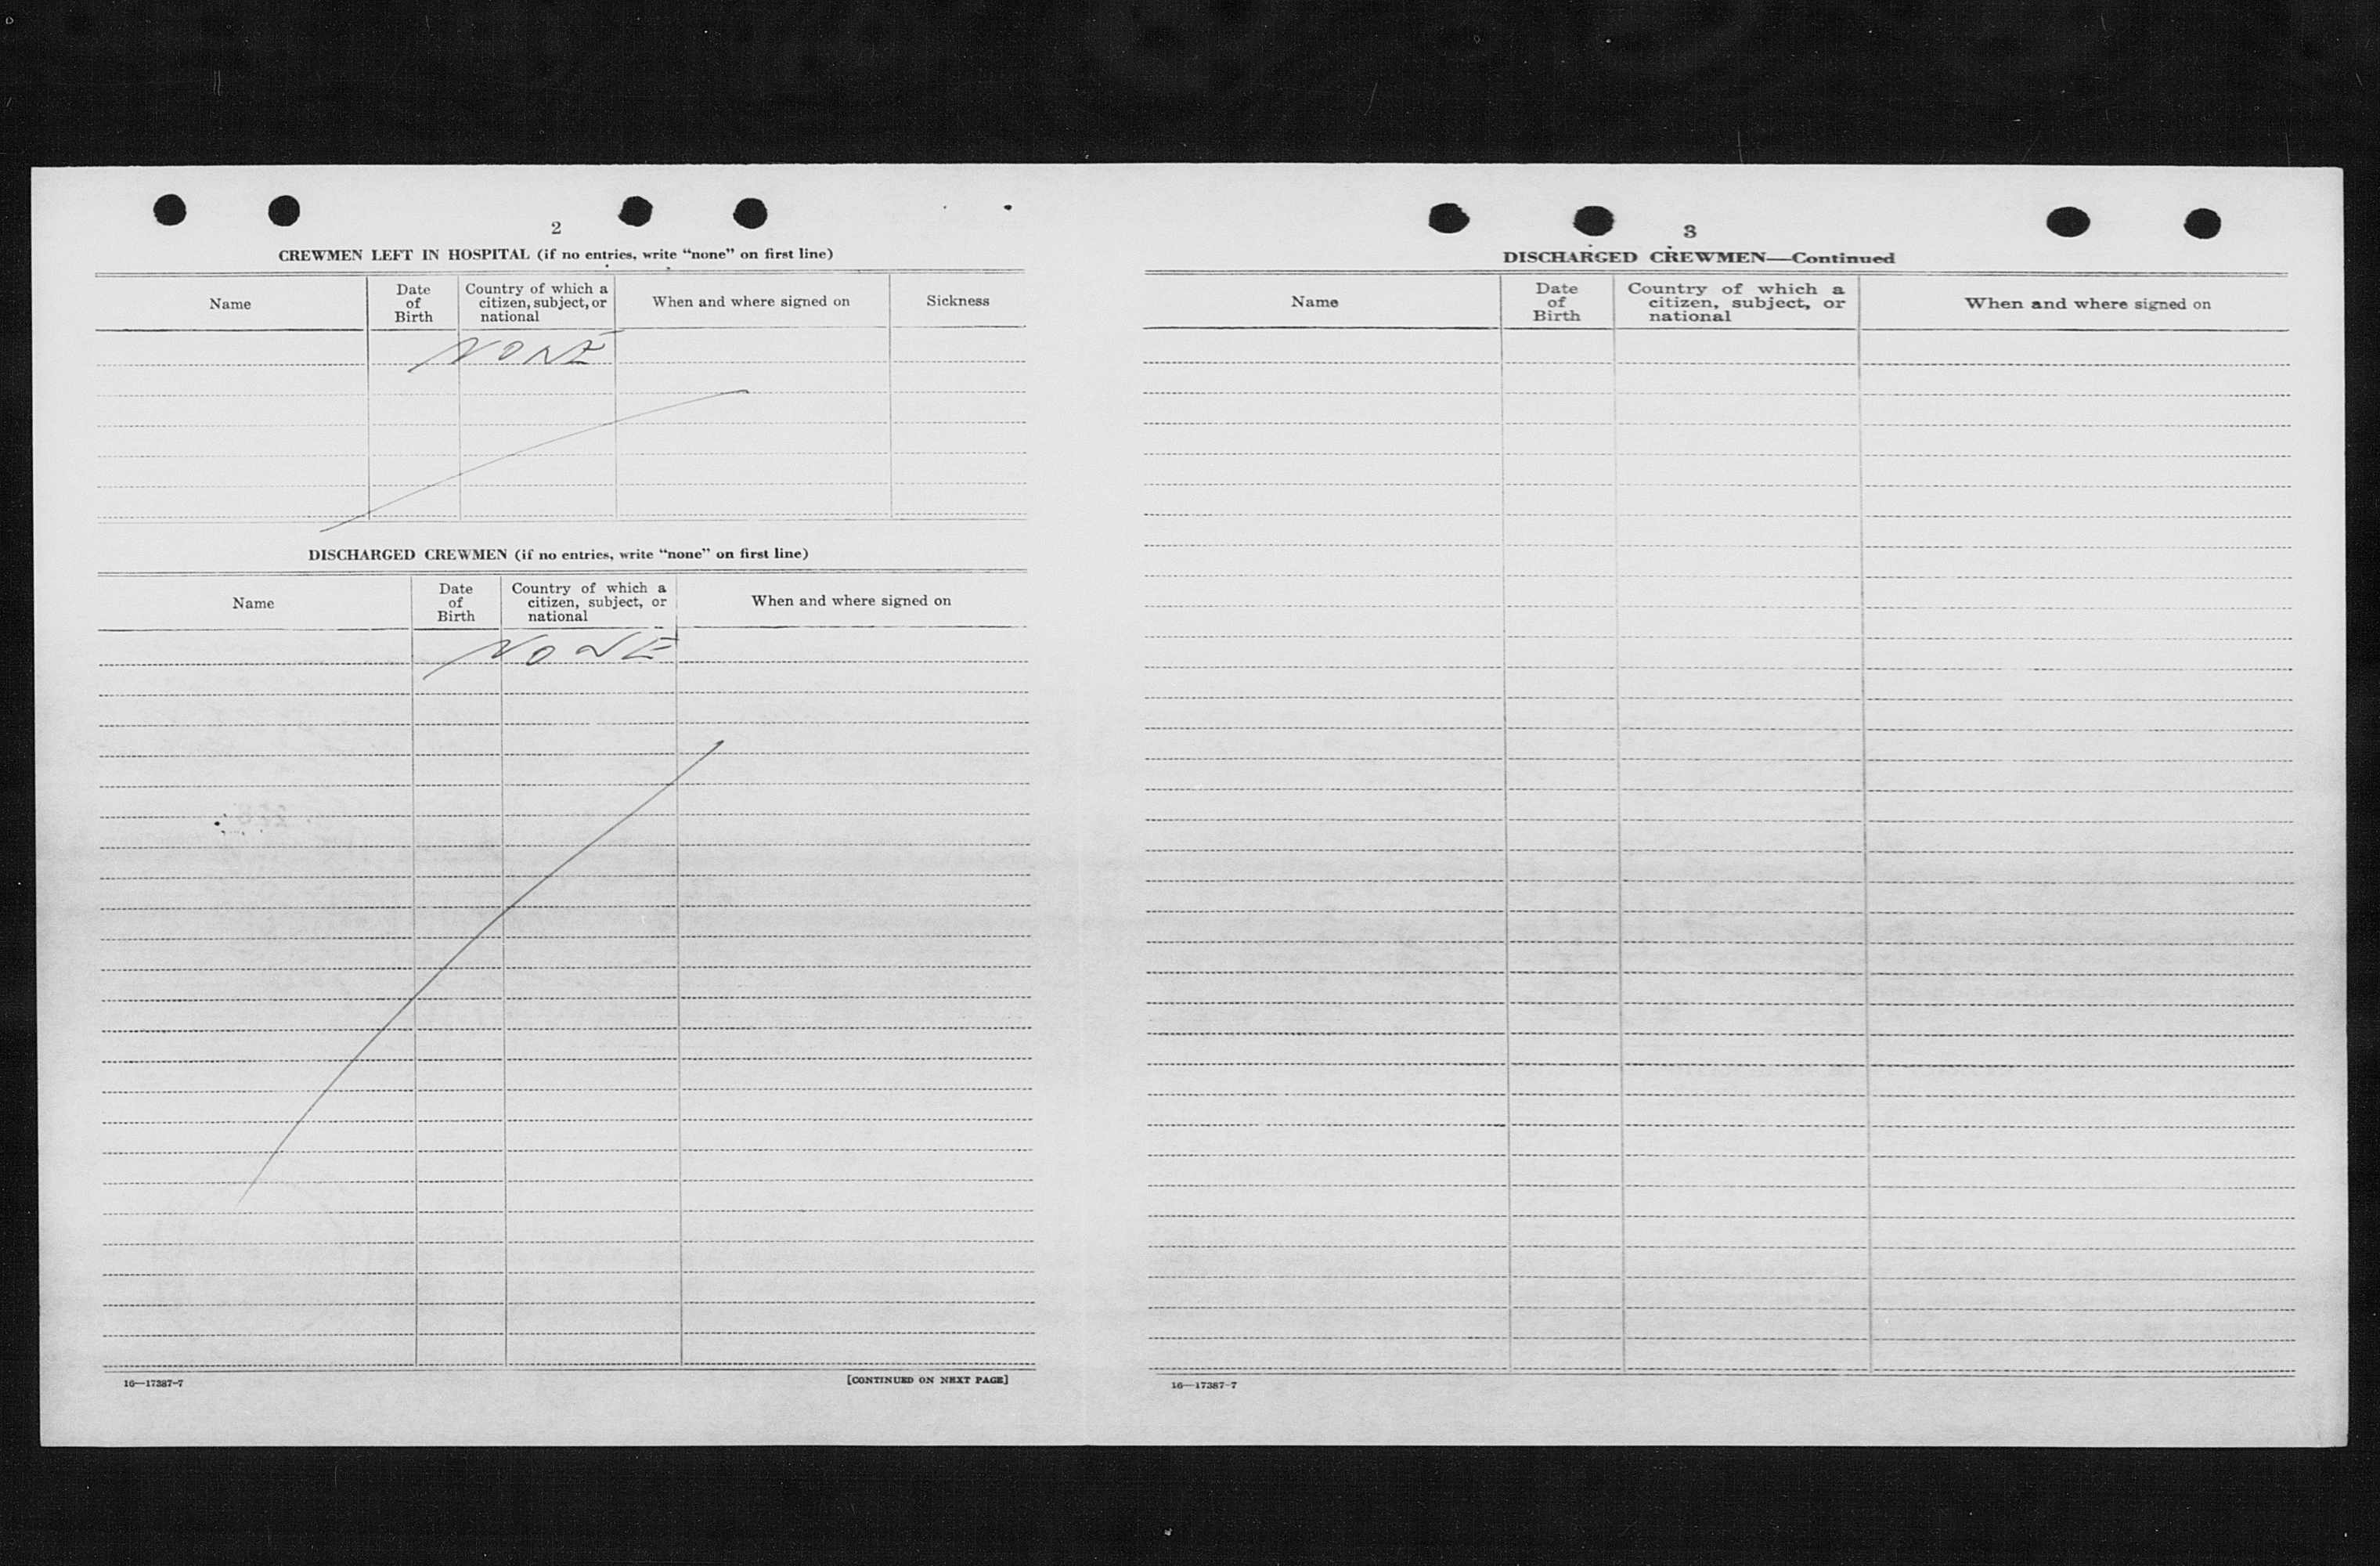 2
CREWMEN LEFT IN HOSPITAL (if no entries, write “none” on first line)
Name
Date of Birth
Country of which a citizen, subject, or national
When and where signed on
Sickness
NONE
DISCHARGED CREWMEN (if no entries, write “none” on first line)
Name
Date of Birth
Country of which a citizen, subject, or national
When and where signed on
NONE
16—17387-7
[CONTINUED ON NEXT PAGE]
3
DISCHARGED CREWMEN—Continued
Name
Date of Birth
Country of which a citizen, subject, or national
When and where signed on
16—17387-7